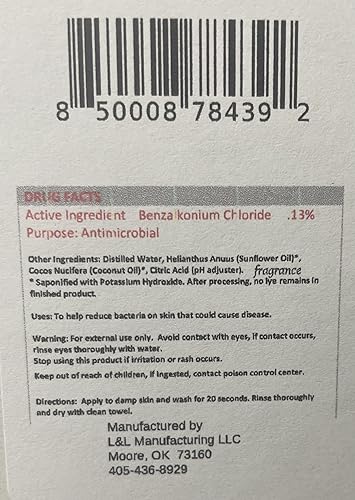 8 50008 78439 2
DRUG FACTS
Active Ingredient Benzalkonium Chloride .13%
Purpose: Antimicrobial
Other Ingredients: Distilled Water, Helianthus Anuus (Sunflower Oil)*,
Cocos Nucifera (Coconut Oil)*, Citric Acid (pH adjuster). fragrance
* Saponified with Potassium Hydroxide. After processing, no lye remains in
finished product.
Uses: To help reduce bacteria on skin that could cause disease.
Warning: For external use only. Avoid contact with eyes, if contact occurs,
rinse eyes thoroughly with water.
Stop using this product if irritation or rash occurs.
Keep out of reach of children, if ingested, contact poison control center.
Directions: Apply to damp skin and wash for 20 seconds. Rinse thoroughly
and dry with clean towel.
Manufactured by
L&L Manufacturing LLC
Moore, OK 73160
405-436-8929